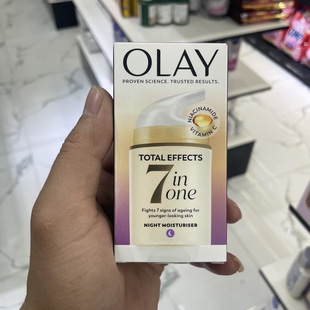 OLAY
PROVEN SCIENCE. TRUSTED RESULTS.
NIACINAMIDE
VITAMIN C
TOTAL EFFECTS
7 in
one
Fights 7 signs of ageing for
younger-looking skin
NIGHT MOISTURISER